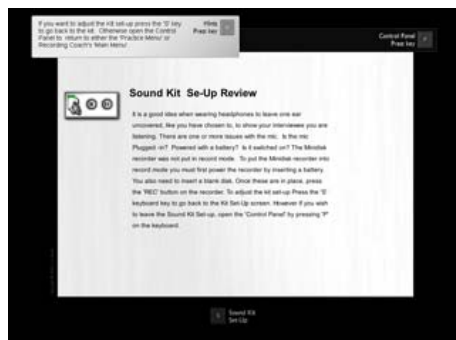 If you want to adjust the kit set-up press the 'S' key
to go back to the kit. Otherwise open the Control
Panel to return to either the 'Practice Menu' or
Recording Coach's 'Main Menu'.
Hints
Press key
Control Panel
Press key
Sound Kit Se-Up Review
It is a good idea when wearing headphones to leave one ear
uncovered, like you have chosen to, to show your interviewee you are
listening. There are one or more issues with the mic. Is the mic
Plugged -in? Powered with a battery? Is it switched on? The Minidisk
recorder was not put in record mode. To put the Minidisk recorder into
record mode you must first power the recorder by inserting a battery.
You also need to insert a blank disk. Once these are in place, press
the 'REC' button on the recorder. To adjust the kit set-up Press the 'S'
keyboard key to go back to the Kit Set-Up screen. However if you wish
to leave the Sound Kit Set-up, open the 'Control Panel' by pressing 'P'
on the keyboard.
S
Sound Kit
Set-Up